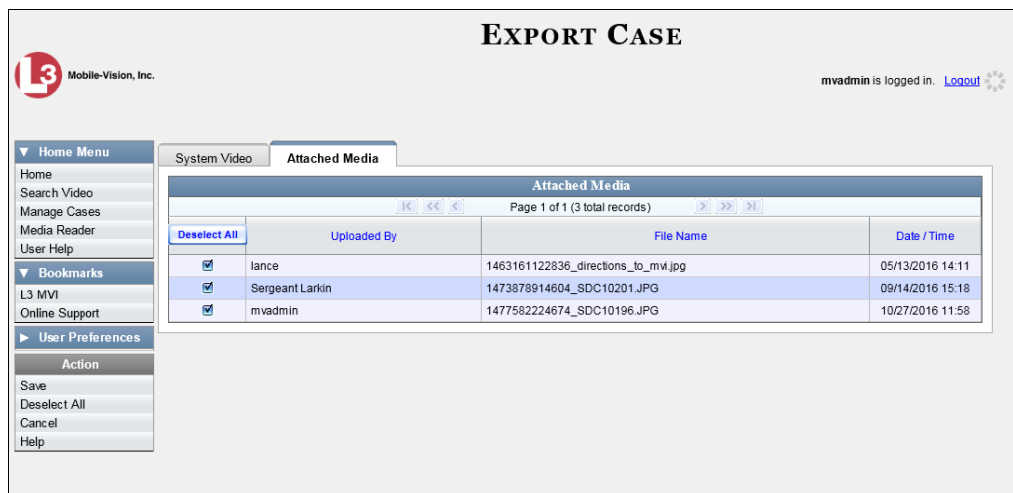 EXPORT CASE
L3 Mobile-Vision, Inc.
mvadmin is logged in. Logout
Home Menu
Home
Search Video
Manage Cases
Media Reader
User Help
Bookmarks
L3 MVI
Online Support
User Preferences
Action
Save
Deselect All
Cancel
Help
System Video
Attached Media
Attached Media
Page 1 of 1 (3 total records)
Deselect All Uploaded By File Name Date / Time
lance 1463161122836_directions_to_mvi.jpg 05/13/2016 14:11
Sergeant Larkin 1473878914604_SDC10201.JPG 09/14/2016 15:18
mvadmin 1477582224674_SDC10196.JPG 10/27/2016 11:58